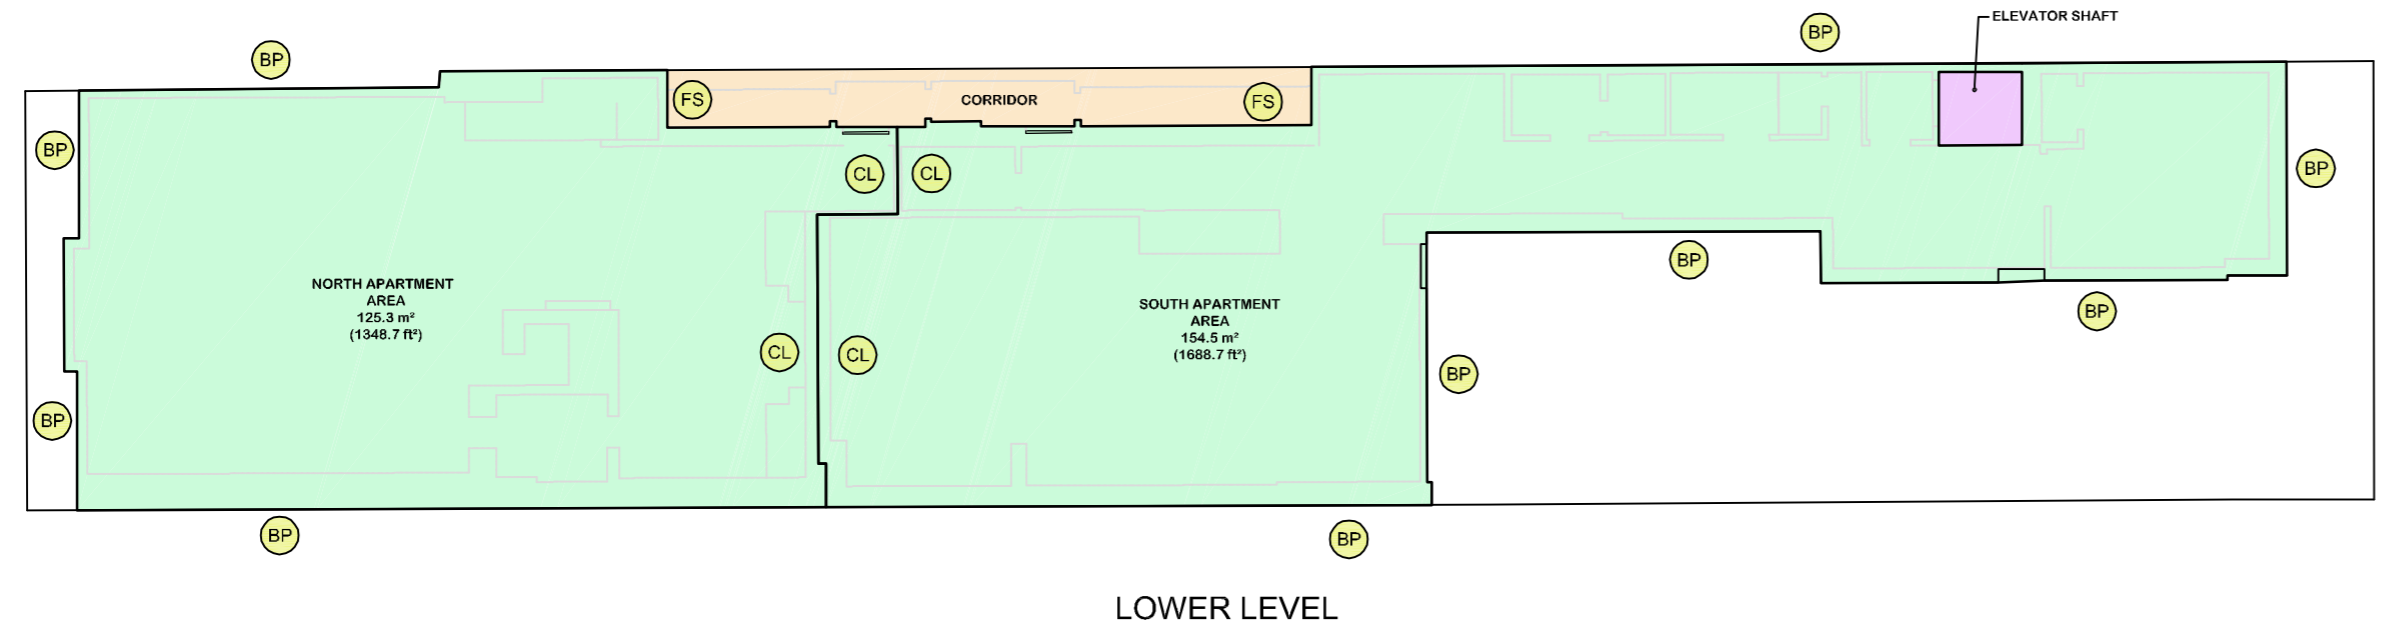 ELEVATOR SHAFT
BP
BP
FS
CORRIDOR
FS
BP
BP
CL
CL
NORTH APARTMENT
AREA
125.3 m²
(1348.7 ft²)
SOUTH APARTMENT
AREA
154.5 m²
(1688.7 ft²)
BP
BP
BP
CL
CL
BP
BP
BP
BP
LOWER LEVEL